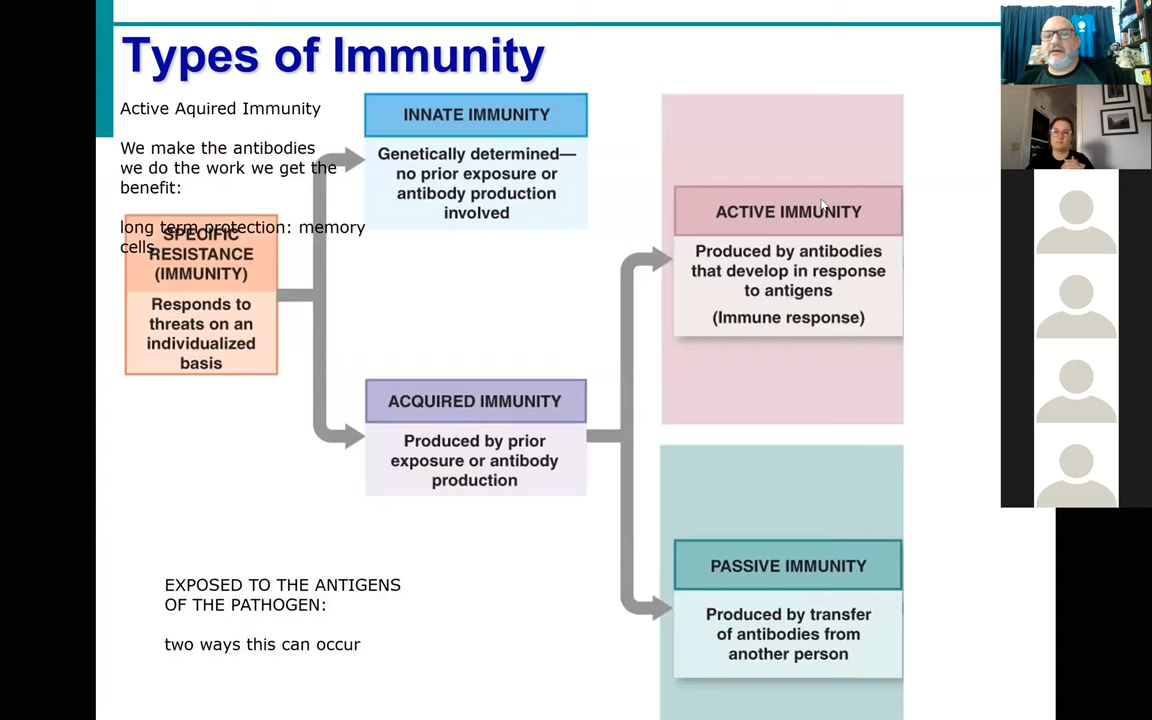 Types of Immunity
Active Aquired Immunity
We make the antibodies
we do the work we get the
benefit:
long term protection: memory
cells
SPECIFIC
RESISTANCE
(IMMUNITY)
Responds to
threats on an
individualized
basis
INNATE IMMUNITY
Genetically determined—
no prior exposure or
antibody production
involved
ACQUIRED IMMUNITY
Produced by prior
exposure or antibody
production
ACTIVE IMMUNITY
Produced by antibodies
that develop in response
to antigens
(Immune response)
PASSIVE IMMUNITY
Produced by transfer
of antibodies from
another person
EXPOSED TO THE ANTIGENS
OF THE PATHOGEN:
two ways this can occur